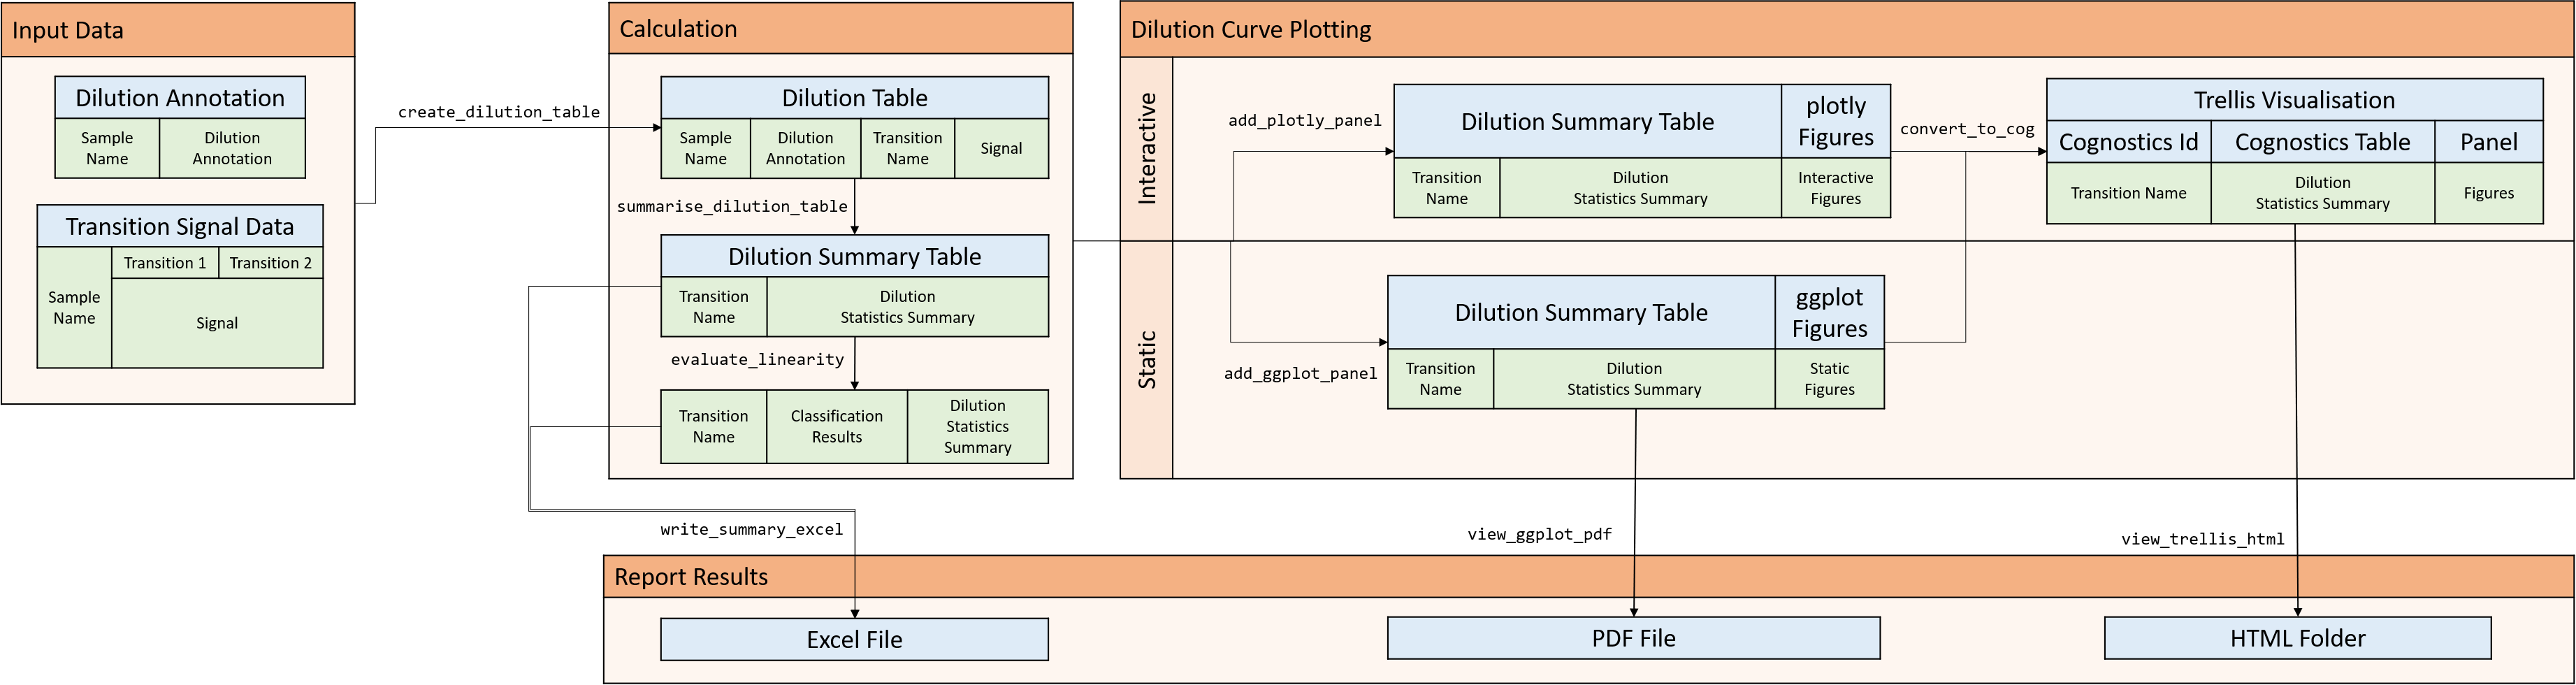 Input Data
Dilution Annotation
Sample
Name
Dilution
Annotation
Transition Signal Data
Sample
Name
Transition 1
Transition 2
Signal
create_dilution_table
Calculation
Dilution Table
Sample
Name
Dilution
Annotation
Transition
Name
Signal
summarise_dilution_table
Dilution Summary Table
Transition
Name
Dilution
Statistics Summary
evaluate_linearity
Transition
Name
Classification
Results
Dilution
Statistics
Summary
write_summary_excel
Dilution Curve Plotting
Interactive
add_plotly_panel
Dilution Summary Table
plotly
Figures
Transition
Name
Dilution
Statistics Summary
Interactive
Figures
convert_to_cog
Trellis Visualisation
Cognostics Id
Cognostics Table
Panel
Transition Name
Dilution
Statistics Summary
Figures
Static
add_ggplot_panel
Dilution Summary Table
ggplot
Figures
Transition
Name
Dilution
Statistics Summary
Static
Figures
view_ggplot_pdf
view_trellis_html
Report Results
Excel File
PDF File
HTML Folder